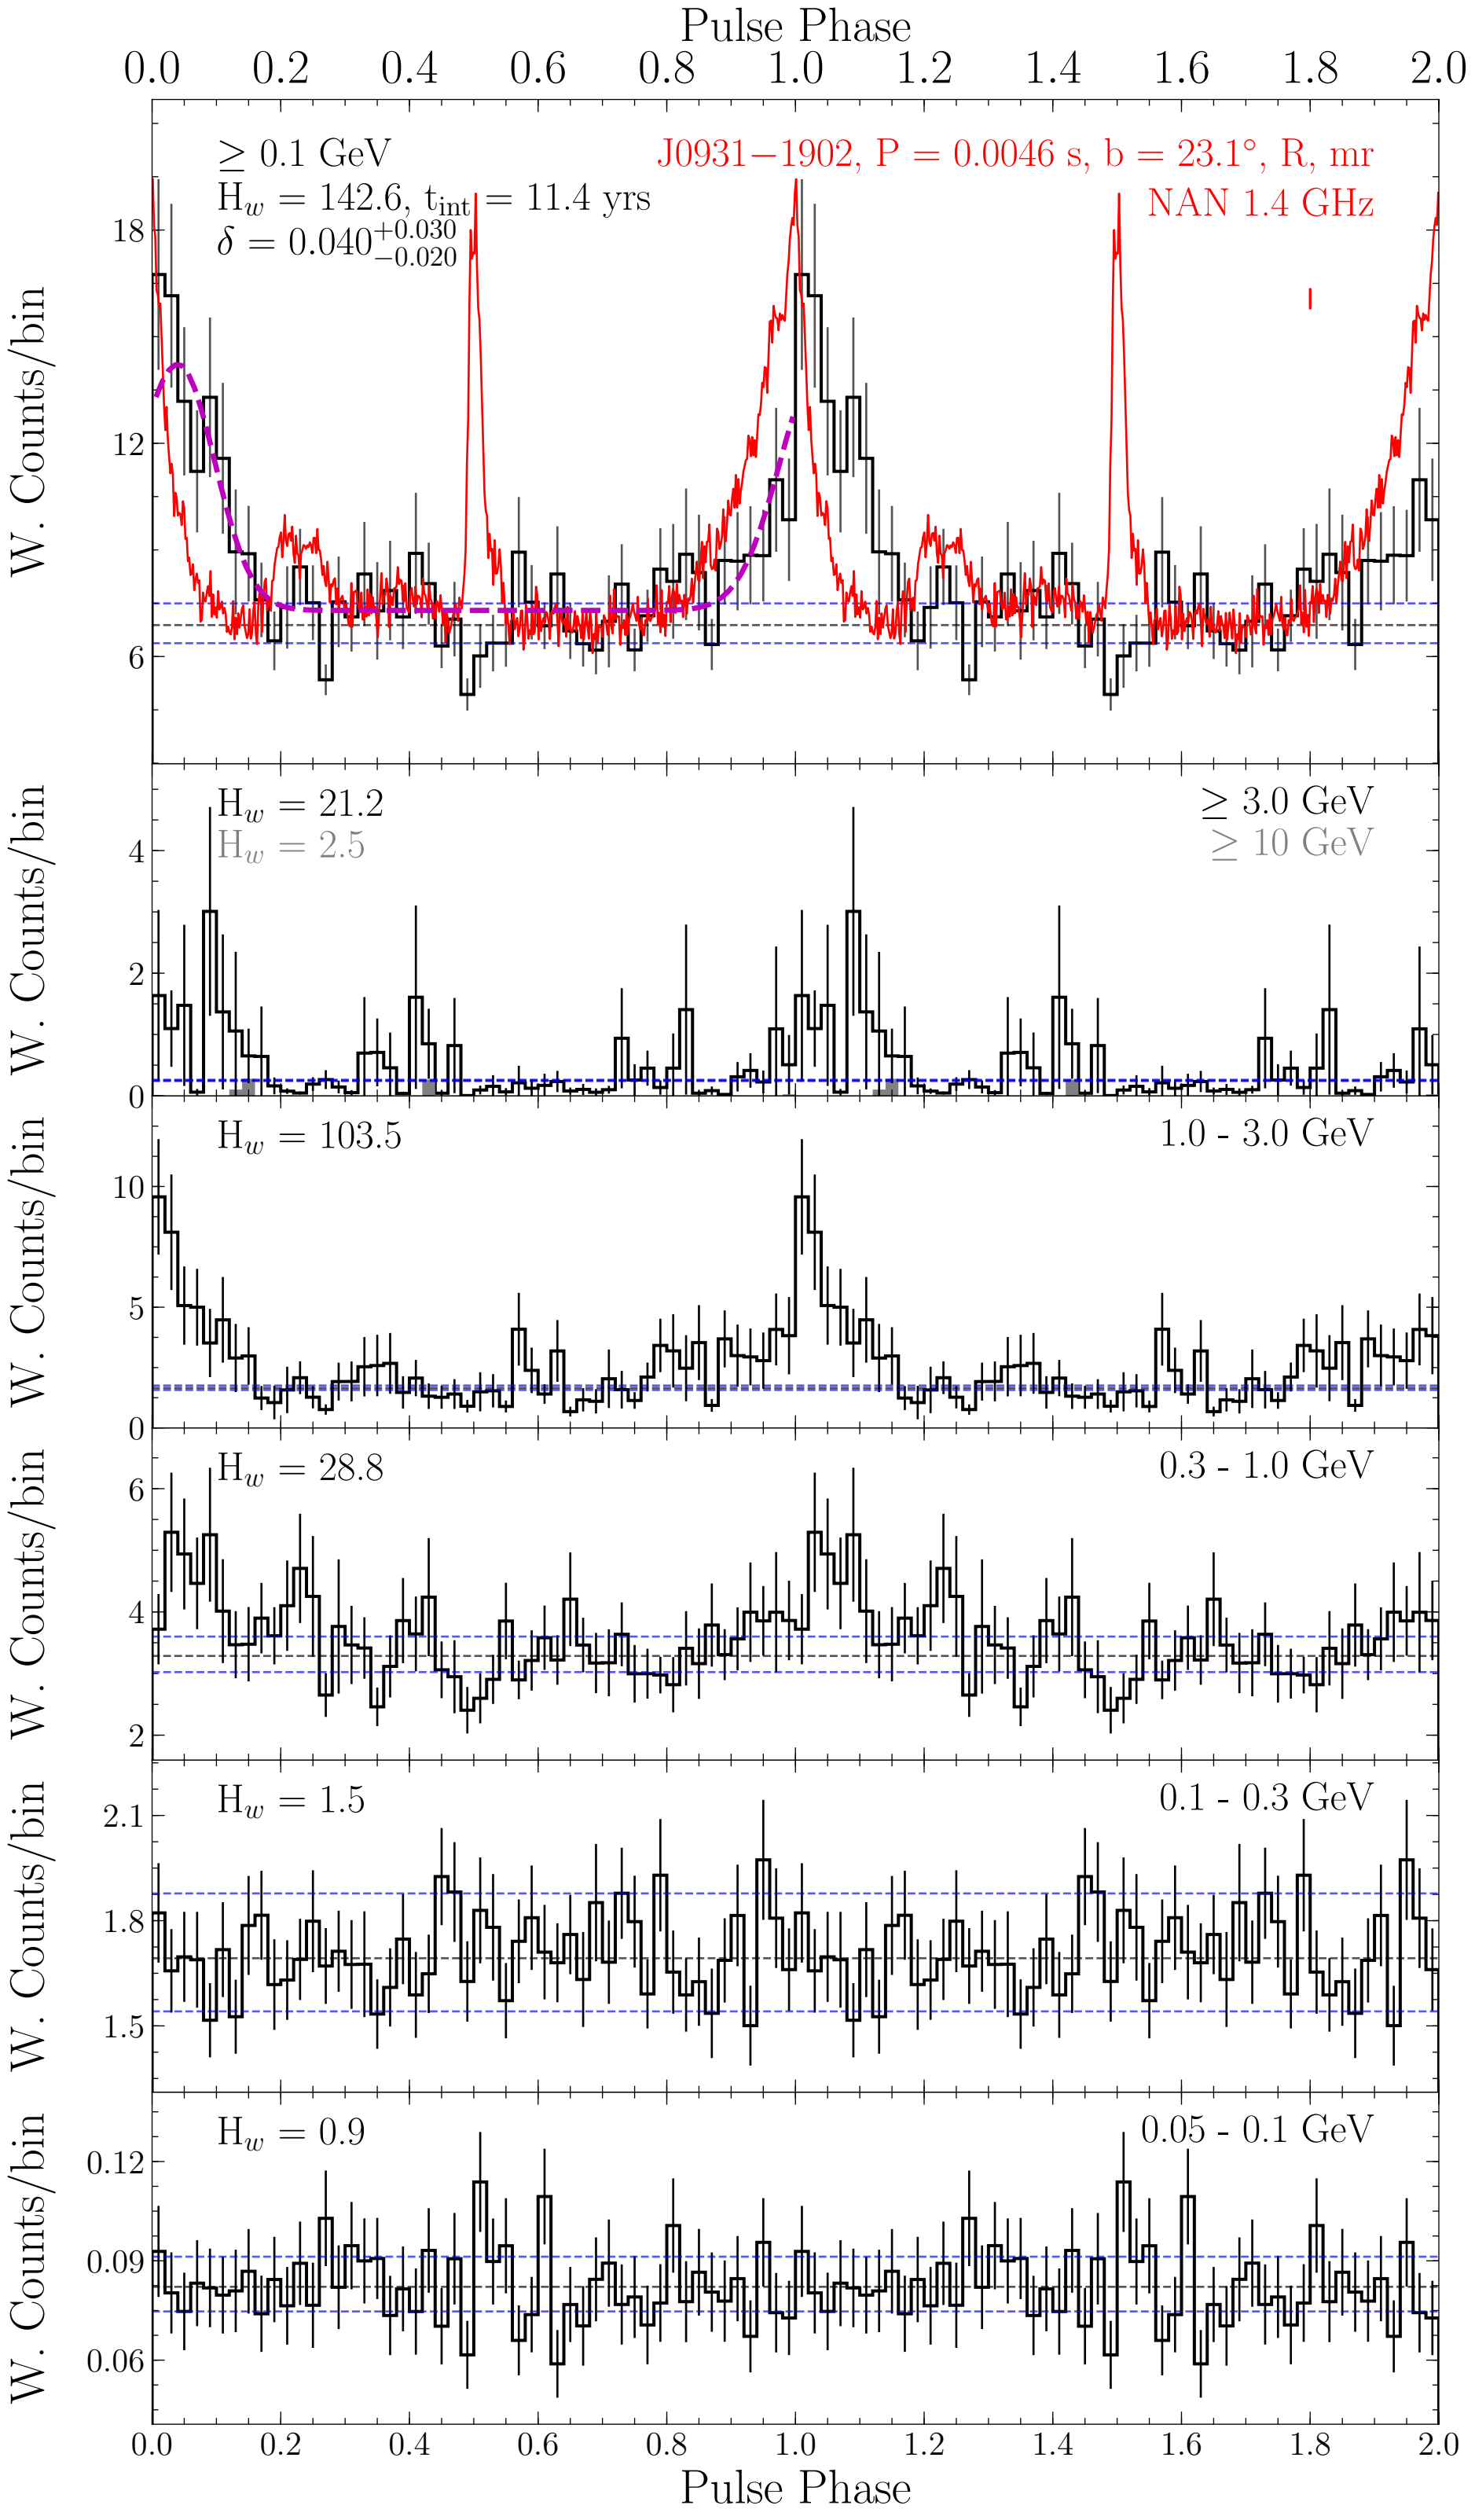 Pulse Phase
0.0 0.2 0.4 0.6 0.8 1.0 1.2 1.4 1.6 1.8 2.0
≥ 0.1 GeV
H_w = 142.6, t_int = 11.4 yrs
δ = 0.040^{+0.030}_{−0.020}
J0931−1902, P = 0.0046 s, b = 23.1°, R, mr
NAN 1.4 GHz
W. Counts/bin
18
12
6
H_w = 21.2
H_w = 2.5
≥ 3.0 GeV
≥ 10 GeV
W. Counts/bin
4
2
0
H_w = 103.5
1.0 - 3.0 GeV
W. Counts/bin
10
5
0
H_w = 28.8
0.3 - 1.0 GeV
W. Counts/bin
6
4
2
H_w = 1.5
0.1 - 0.3 GeV
W. Counts/bin
2.1
1.8
1.5
H_w = 0.9
0.05 - 0.1 GeV
W. Counts/bin
0.12
0.09
0.06
0.0 0.2 0.4 0.6 0.8 1.0 1.2 1.4 1.6 1.8 2.0
Pulse Phase